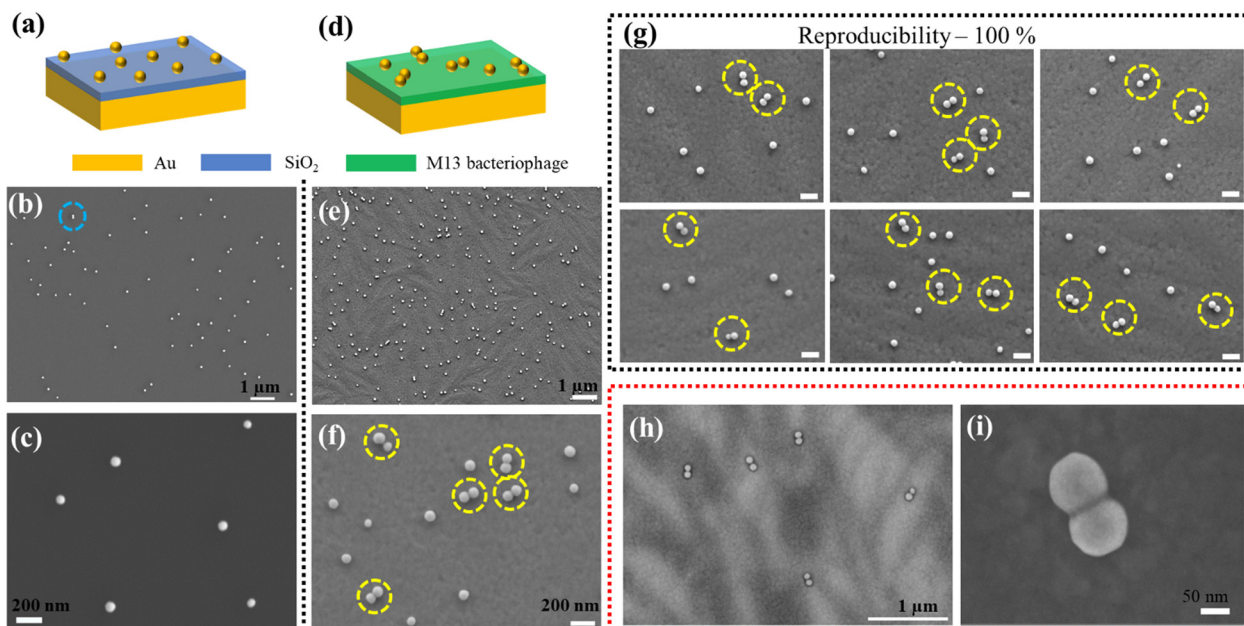 (a)
(d)
Au
SiO₂
M13 bacteriophage
(b)
1 µm
(e)
1 µm
(c)
200 nm
(f)
200 nm
(g)
Reproducibility – 100 %
(h)
1 µm
(i)
50 nm